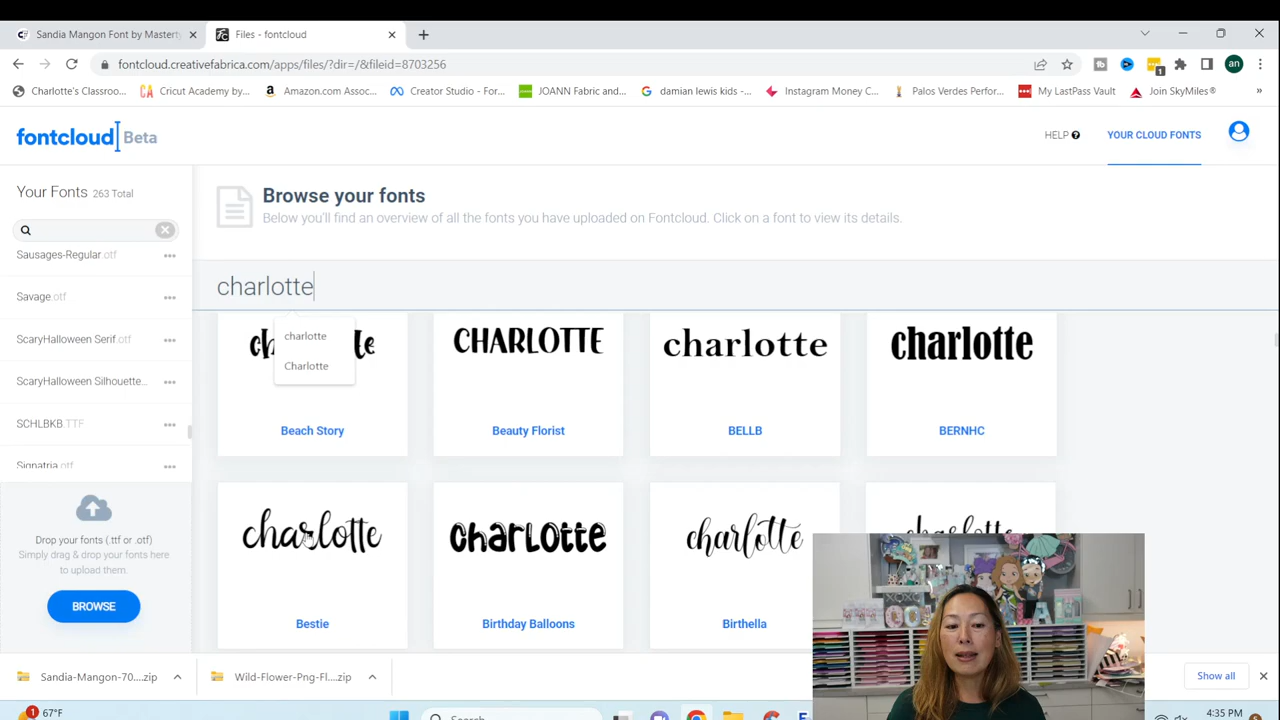 Sandia Mangon Font by Masterty
Files - fontcloud
fontcloud.creativefabrica.com/apps/files/?dir=/&fileid=8703256
an
1
Charlotte's Classroo...
Cricut Academy by...
Amazon.com Assoc...
Creator Studio - For...
JOANN Fabric and...
damian lewis kids -...
Instagram Money C...
Palos Verdes Perfor...
My LastPass Vault
Join SkyMiles®
»
fontcloud Beta
HELP ?
YOUR CLOUD FONTS
Your Fonts 263 Total
Browse your fonts
Below you'll find an overview of all the fonts you have uploaded on Fontcloud. Click on a font to view its details.
Sausages-Regular.otf
Savage.otf
ScaryHalloween Serif.otf
ScaryHalloween Silhouette...
SCHLBKB.TTF
Signatria.otf
charlotte
charlotte
Charlotte
CHARLOTTE
charlotte
charlotte
Beach Story
Beauty Florist
BELLB
BERNHC
charlotte
charlotte
charlotte
charlotte
Bestie
Birthday Balloons
Birthella
Drop your fonts (.ttf or .otf)
Simply drag & drop your fonts here
to upload them.
BROWSE
Sandia-Mangon-70....zip
Wild-Flower-Png-Fl....zip
Show all
1
67°F
Search
4:35 PM